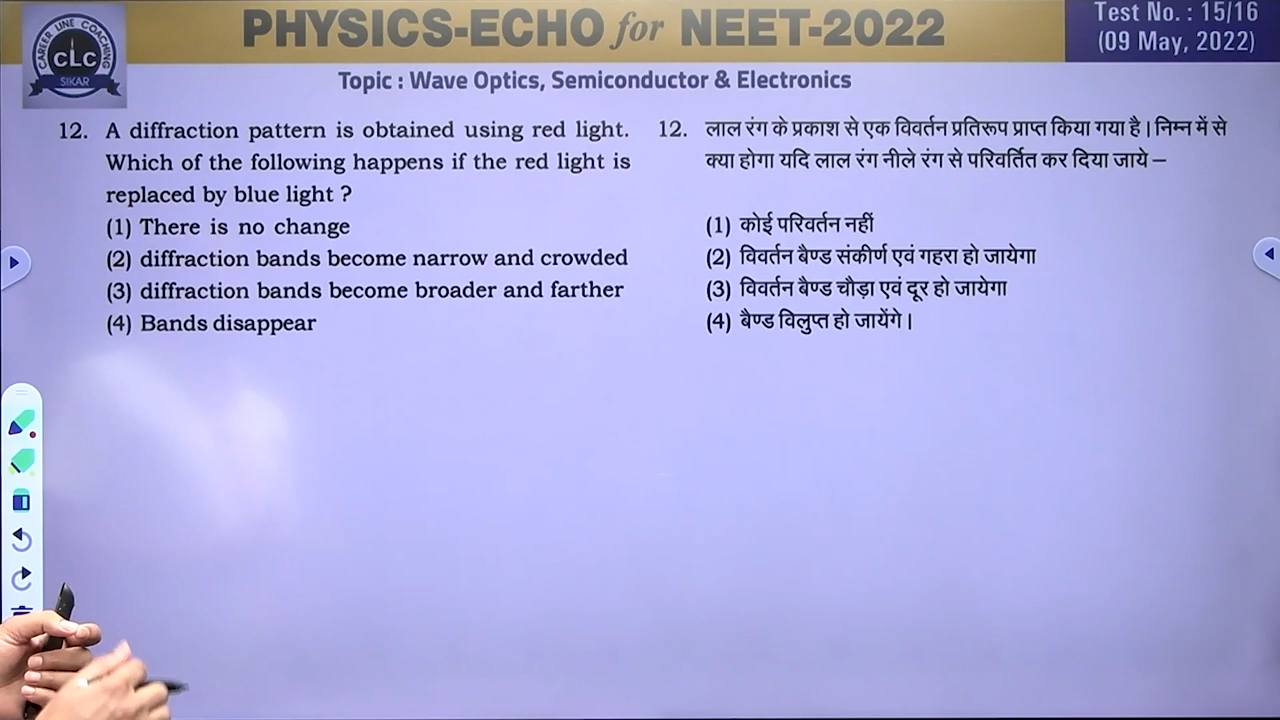 PHYSICS-ECHO for NEET-2022
Test No. : 15/16
(09 May, 2022)
CAREER LINE COACHING
CLC
SIKAR
Topic : Wave Optics, Semiconductor & Electronics
12. A diffraction pattern is obtained using red light.
Which of the following happens if the red light is
replaced by blue light ?
(1) There is no change
(2) diffraction bands become narrow and crowded
(3) diffraction bands become broader and farther
(4) Bands disappear
12. लाल रंग के प्रकाश से एक विवर्तन प्रतिरूप प्राप्त किया गया है। निम्न में से
क्या होगा यदि लाल रंग नीले रंग से परिवर्तित कर दिया जाये –
(1) कोई परिवर्तन नहीं
(2) विवर्तन बैण्ड संकीर्ण एवं गहरा हो जायेगा
(3) विवर्तन बैण्ड चौड़ा एवं दूर हो जायेगा
(4) बैण्ड विलुप्त हो जायेंगे।